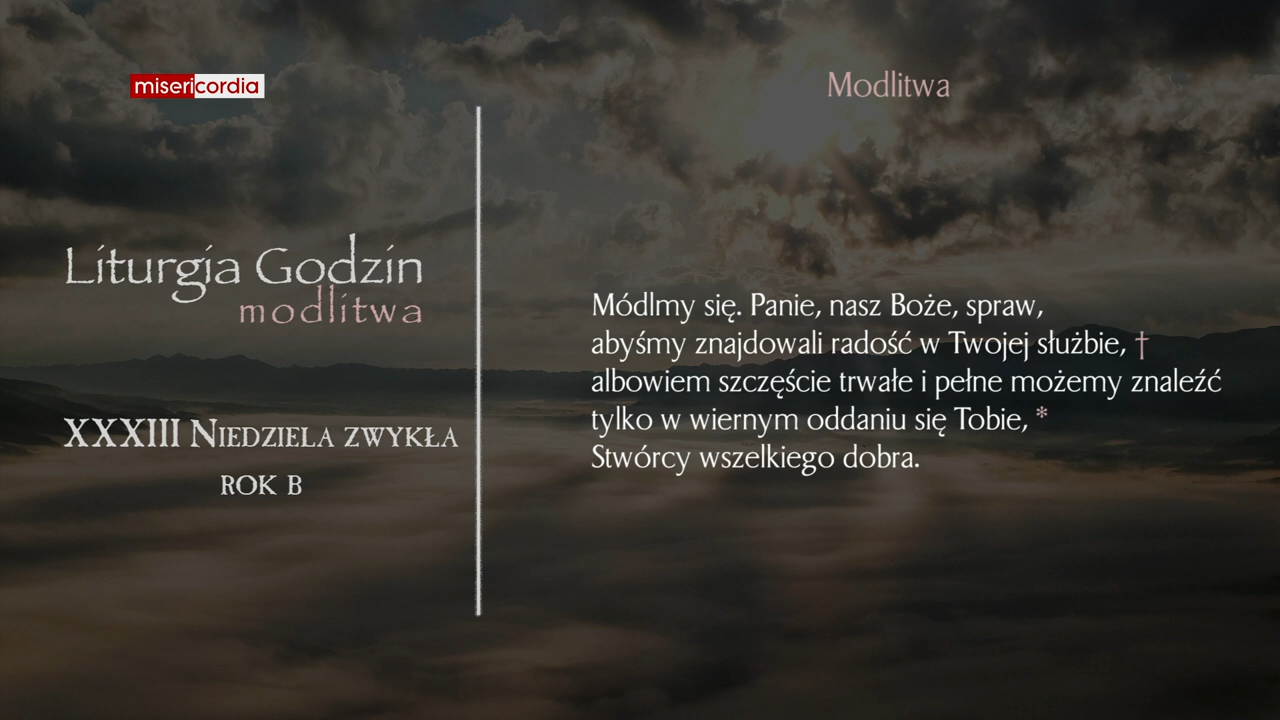 misericordia
Modlitwa
Liturgia Godzin
modlitwa
XXXIII Niedziela zwykła
rok B
Módlmy się. Panie, nasz Boże, spraw,
abyśmy znajdowali radość w Twojej służbie, †
albowiem szczęście trwałe i pełne możemy znaleźć
tylko w wiernym oddaniu się Tobie, *
Stwórcy wszelkiego dobra.